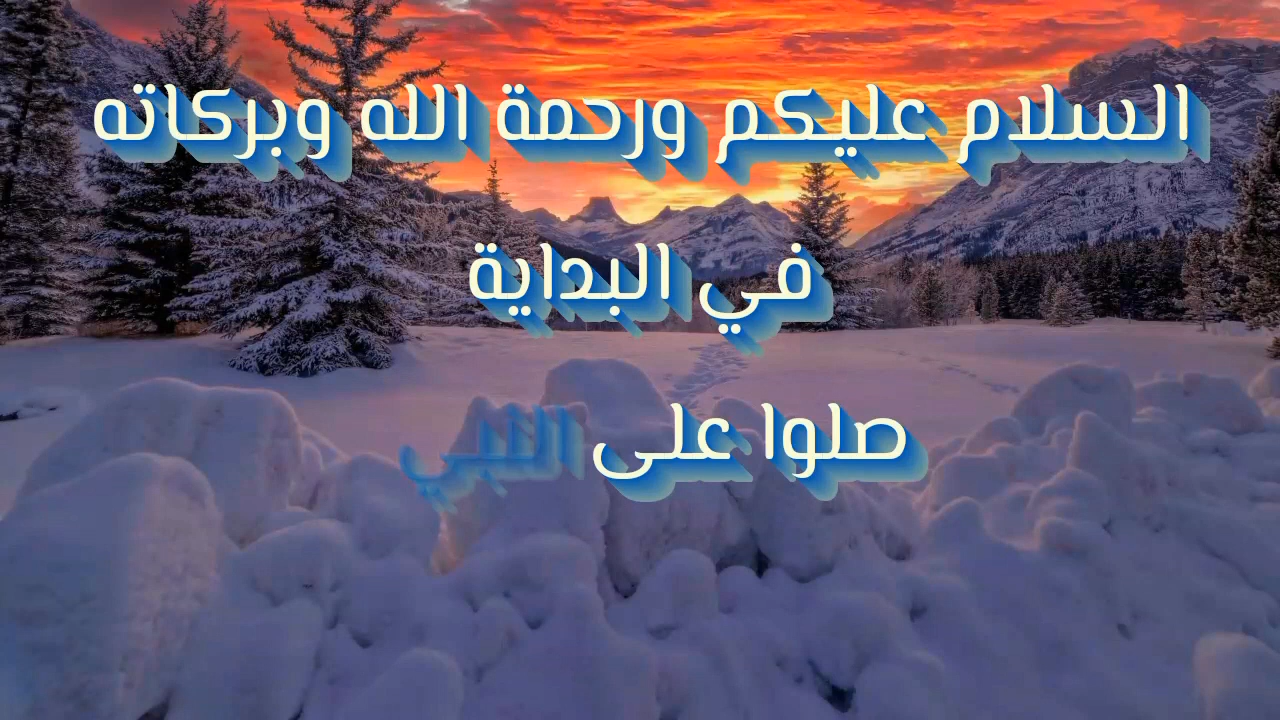 السلام عليكم ورحمة الله وبركاته
في البداية
صلوا على النبي